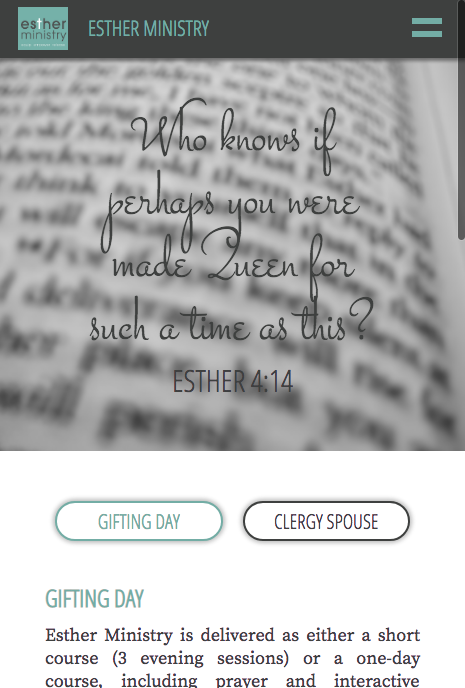 esther
ministry
ESTHER MINISTRY
Who knows if
perhaps you were
made Queen for
such a time as this?
ESTHER 4:14
GIFTING DAY
CLERGY SPOUSE
GIFTING DAY
Esther Ministry is delivered as either a short
course (3 evening sessions) or a one-day
course, including prayer and interactive